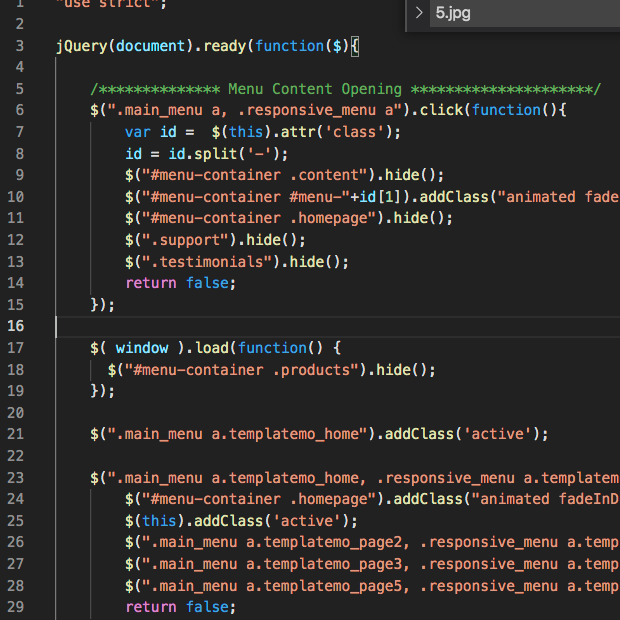 1 "use strict";
5.jpg
2
3 jQuery(document).ready(function($){
4
5 /************** Menu Content Opening *********************/
6 $(".main_menu a, .responsive_menu a").click(function(){
7 var id =  $(this).attr('class');
8 id = id.split('-');
9 $("#menu-container .content").hide();
10 $("#menu-container #menu-"+id[1]).addClass("animated fade
11 $("#menu-container .homepage").hide();
12 $(".support").hide();
13 $(".testimonials").hide();
14 return false;
15 });
16
17 $( window ).load(function() {
18 $("#menu-container .products").hide();
19 });
20
21 $(".main_menu a.templatemo_home").addClass('active');
22
23 $(".main_menu a.templatemo_home, .responsive_menu a.templatem
24 $("#menu-container .homepage").addClass("animated fadeInD
25 $(this).addClass('active');
26 $(".main_menu a.templatemo_page2, .responsive_menu a.temp
27 $(".main_menu a.templatemo_page3, .responsive_menu a.temp
28 $(".main_menu a.templatemo_page5, .responsive_menu a.temp
29 return false;